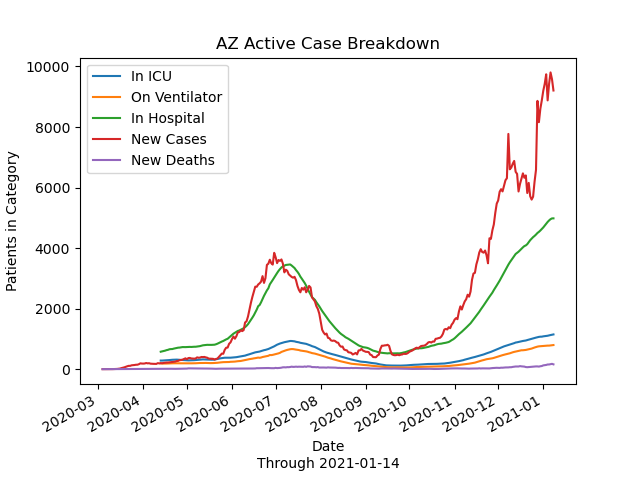 AZ Active Case Breakdown
In ICU
On Ventilator
In Hospital
New Cases
New Deaths
Patients in Category
10000
8000
6000
4000
2000
0
2020-03
2020-04
2020-05
2020-06
2020-07
2020-08
2020-09
2020-10
2020-11
2020-12
2021-01
Date
Through 2021-01-14